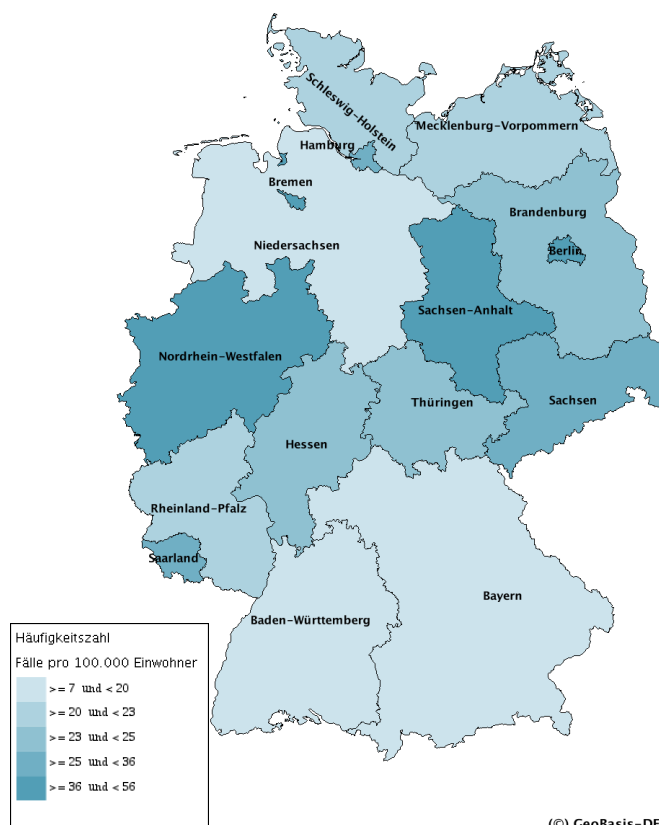 Schleswig-Holstein
Mecklenburg-Vorpommern
Hamburg
Bremen
Brandenburg
Niedersachsen
Berlin
Sachsen-Anhalt
Nordrhein-Westfalen
Thüringen
Sachsen
Hessen
Rheinland-Pfalz
Saarland
Bayern
Baden-Württemberg
Häufigkeitszahl
Fälle pro 100.000 Einwohner
>= 7 und < 20
>= 20 und < 23
>= 23 und < 25
>= 25 und < 36
>= 36 und < 56
(©) GeoBasis-DE